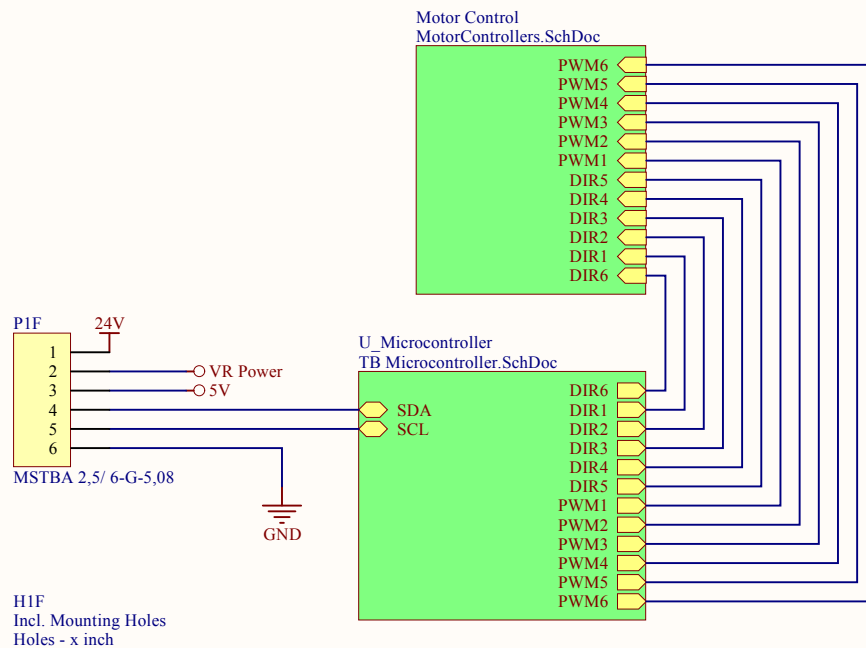 Motor Control
MotorControllers.SchDoc
PWM6
PWM5
PWM4
PWM3
PWM2
PWM1
DIR5
DIR4
DIR3
DIR2
DIR1
DIR6
P1F
24V
1
2
VR Power
3
5V
4
5
6
MSTBA 2,5/ 6-G-5,08
GND
U_Microcontroller
TB Microcontroller.SchDoc
SDA
SCL
DIR6
DIR1
DIR2
DIR3
DIR4
DIR5
PWM1
PWM2
PWM3
PWM4
PWM5
PWM6
H1F
Incl. Mounting Holes
Holes - x inch